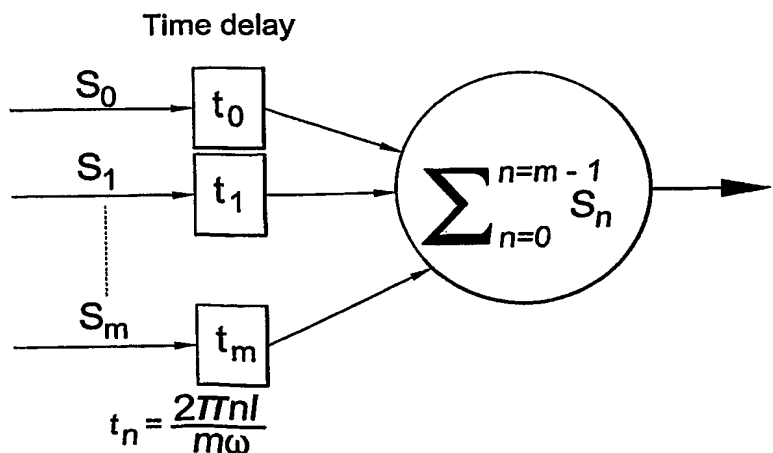 Time delay
S0
t0
S1
t1
∑ n=m - 1 n=0 Sn
Sm
tm
tn = 2πnl / mω